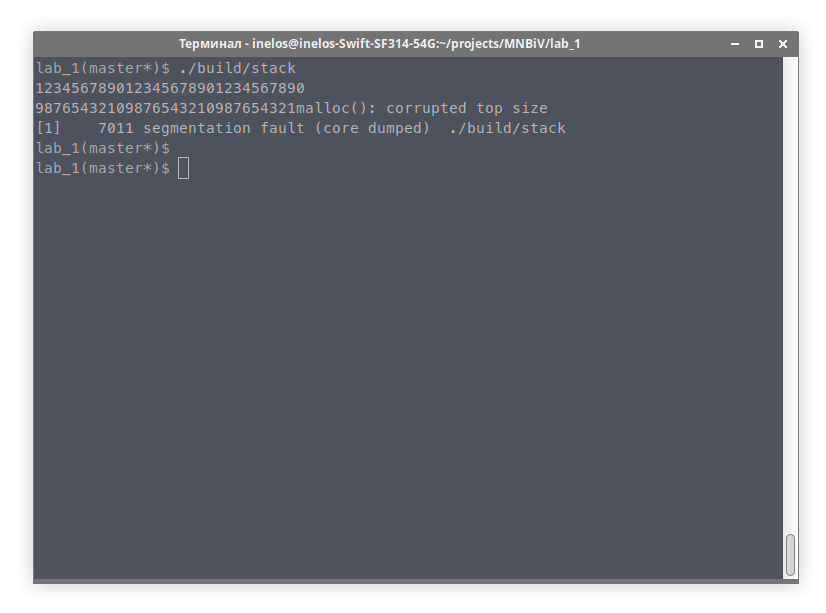 Терминал - inelos@inelos-Swift-SF314-54G:~/projects/MNBiV/lab_1
lab_1(master*)$ ./build/stack
123456789012345678901234567890
98765432109876543210987654321malloc(): corrupted top size
[1]    7011 segmentation fault (core dumped)  ./build/stack
lab_1(master*)$
lab_1(master*)$